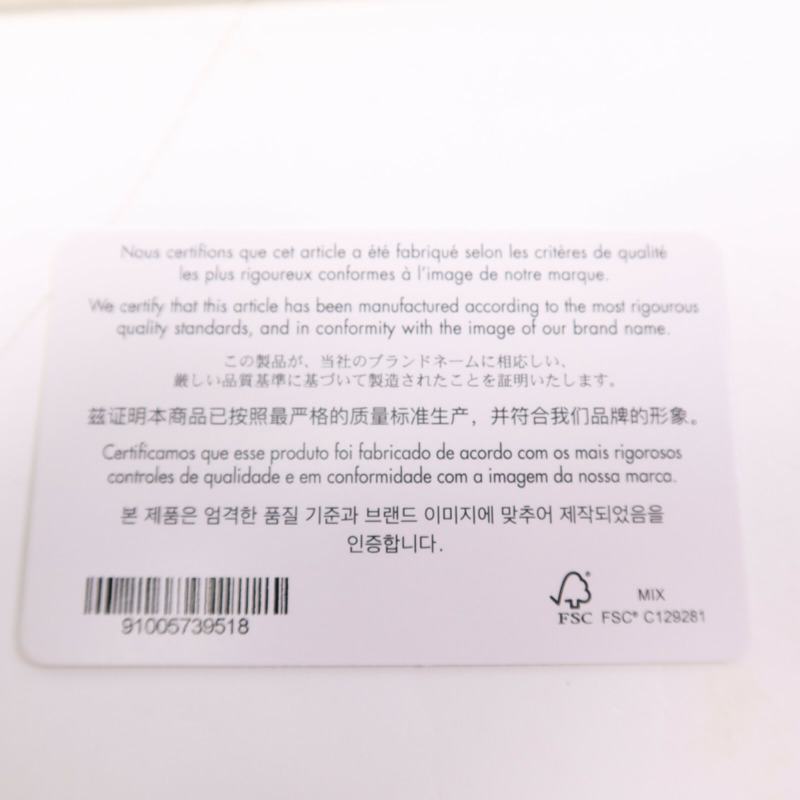 Nous certifions que cet article a été fabriqué selon les critères de qualité
les plus rigoureux conformes à l'image de notre marque.
We certify that this article has been manufactured according to the most rigourous
quality standards, and in conformity with the image of our brand name.
この製品が、当社のブランドネームに相応しい、
厳しい品質基準に基づいて製造されたことを証明いたします。
兹证明本商品已按照最严格的质量标准生产，并符合我们品牌的形象。
Certificamos que esse produto foi fabricado de acordo com os mais rigorosos
controles de qualidade e em conformidade com a imagem da nossa marca.
본 제품은 엄격한 품질 기준과 브랜드 이미지에 맞추어 제작되었음을
인증합니다.
91005739518
MIX
FSC FSC® C129281